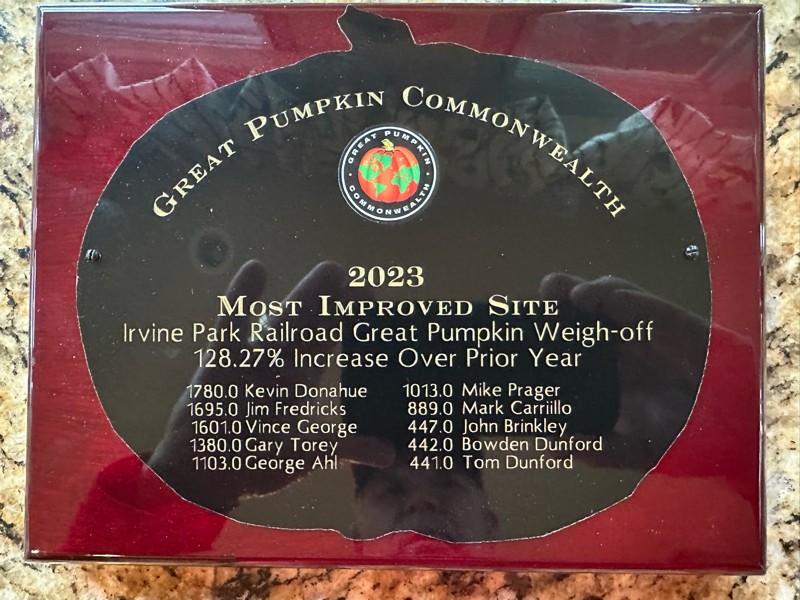 GREAT PUMPKIN COMMONWEALTH
GREAT PUMPKIN
COMMONWEALTH
2023
MOST IMPROVED SITE
Irvine Park Railroad Great Pumpkin Weigh-off
128.27% Increase Over Prior Year
1780.0 Kevin Donahue 1013.0 Mike Prager
1695.0 Jim Fredricks 889.0 Mark Carriillo
1601.0 Vince George 447.0 John Brinkley
1380.0 Gary Torey 442.0 Bowden Dunford
1103.0 George Ahl 441.0 Tom Dunford